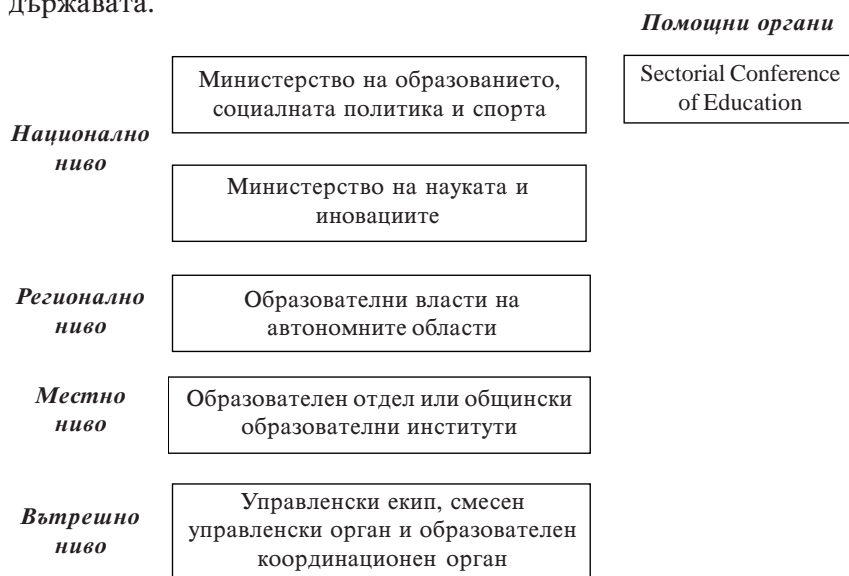 държавата.
Помощни органи
Sectorial Conference
of Education
Министерство на образованието,
социалната политика и спорта
Национално
ниво
Министерство на науката и
иновациите
Регионално
ниво
Образователни власти на
автономните области
Местно
ниво
Образователен отдел или общински
образователни институти
Вътрешно
ниво
Управленски екип, смесен
управленски орган и образователен
координационен орган